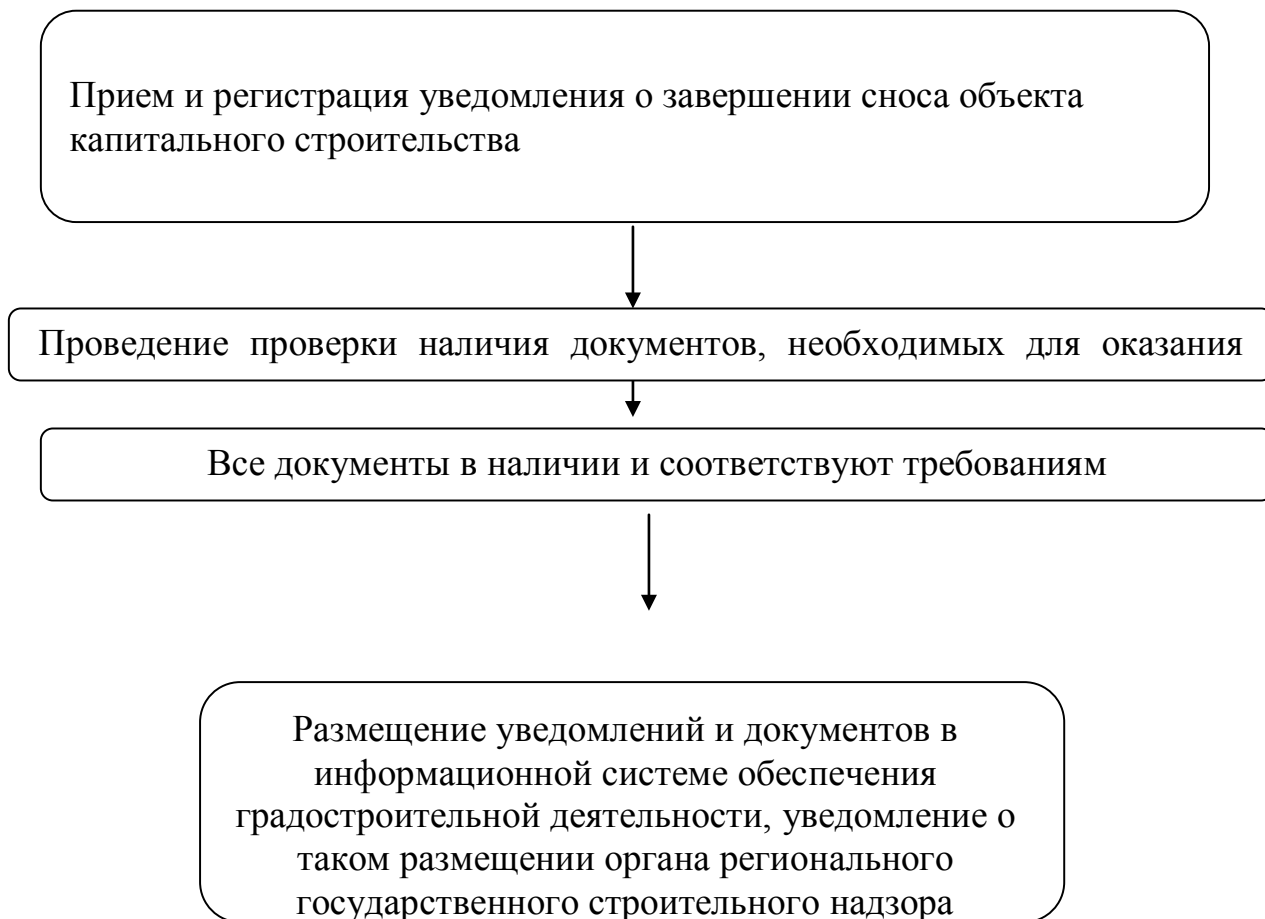 Прием и регистрация уведомления о завершении сноса объекта
капитального строительства
Проведение проверки наличия документов, необходимых для оказания
Все документы в наличии и соответствуют требованиям
Размещение уведомлений и документов в
информационной системе обеспечения
градостроительной деятельности, уведомление о
таком размещении органа регионального
государственного строительного надзора